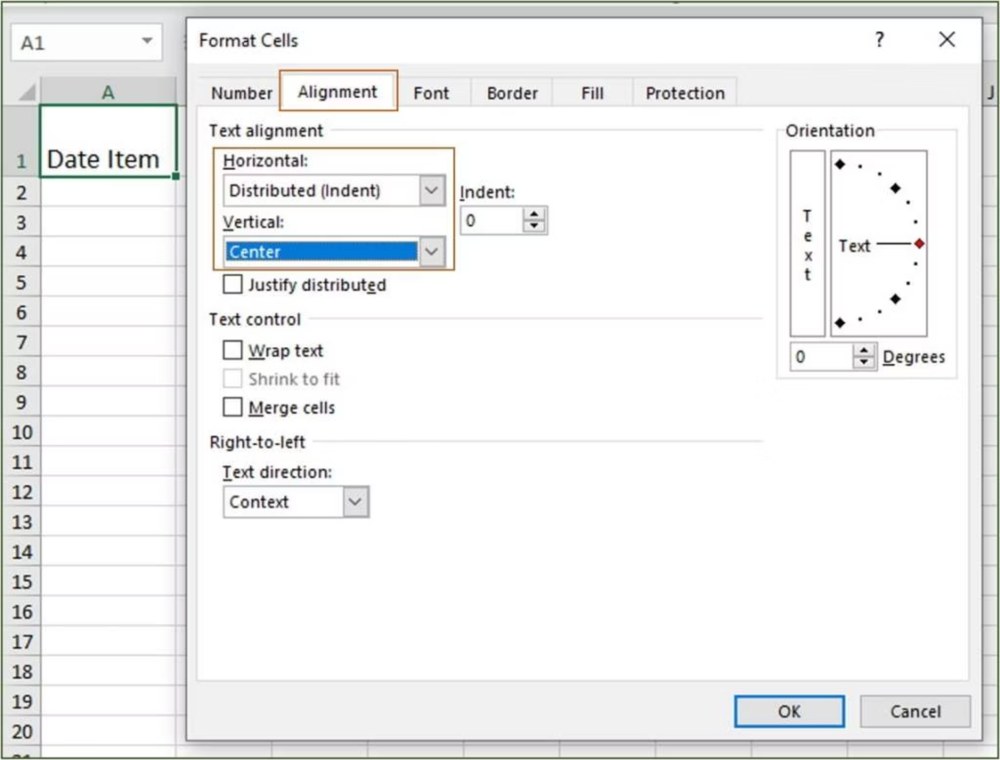 A1
Format Cells
?
Number Alignment Font Border Fill Protection
A
J
Text alignment
Orientation
1 Date Item
Horizontal:
Distributed (Indent)
Indent:
0
Vertical:
Center
Justify distributed
Text
Text
0 Degrees
Text control
Wrap text
Shrink to fit
Merge cells
Right-to-left
Text direction:
Context
2
3
4
5
6
7
8
9
10
11
12
13
14
15
16
17
18
19
20
OK Cancel